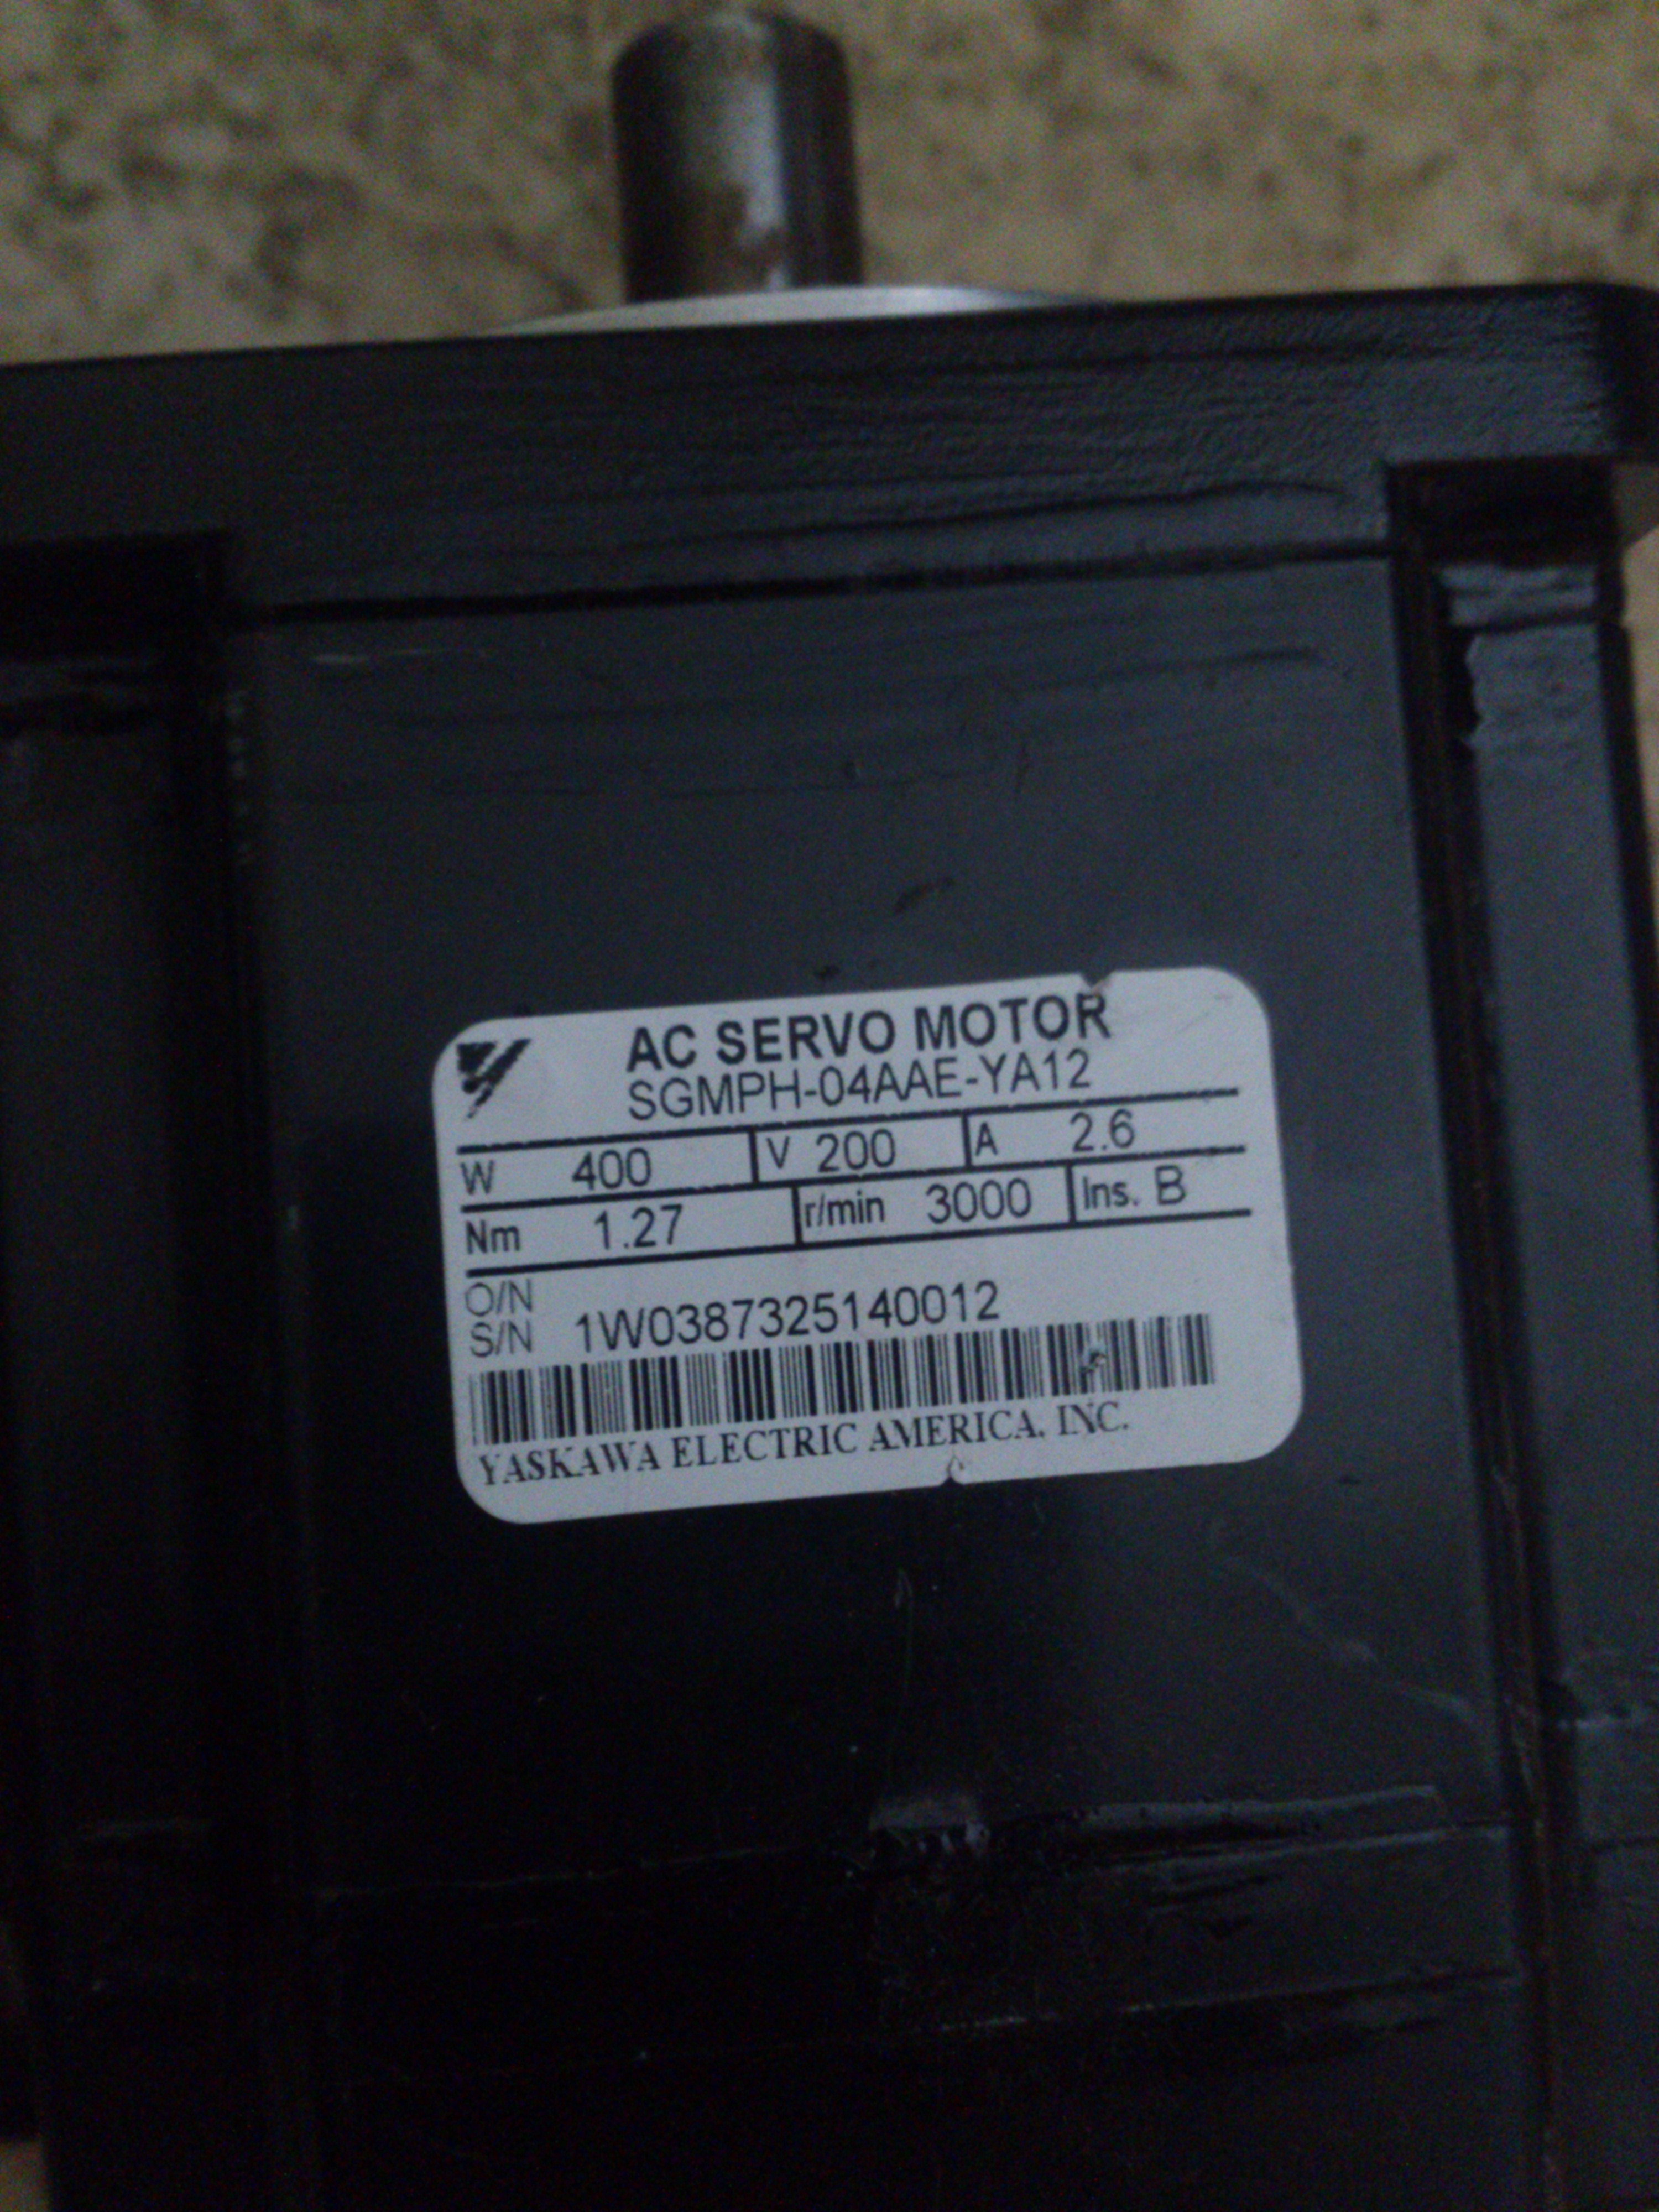 AC SERVO MOTOR
SGMPH-04AAE-YA12
W 400 V 200 A 2.6
Nm 1.27 r/min 3000 Ins. B
O/N
S/N 1W0387325140012
YASKAWA ELECTRIC AMERICA, INC.